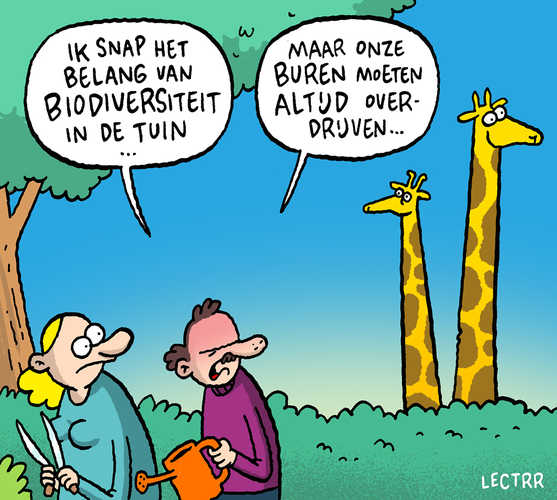 IK SNAP HET
BELANG VAN
BIODIVERSITEIT
IN DE TUIN
...
MAAR ONZE
BUREN MOETEN
ALTIJD OVER-
DRIJVEN...
LECTRR